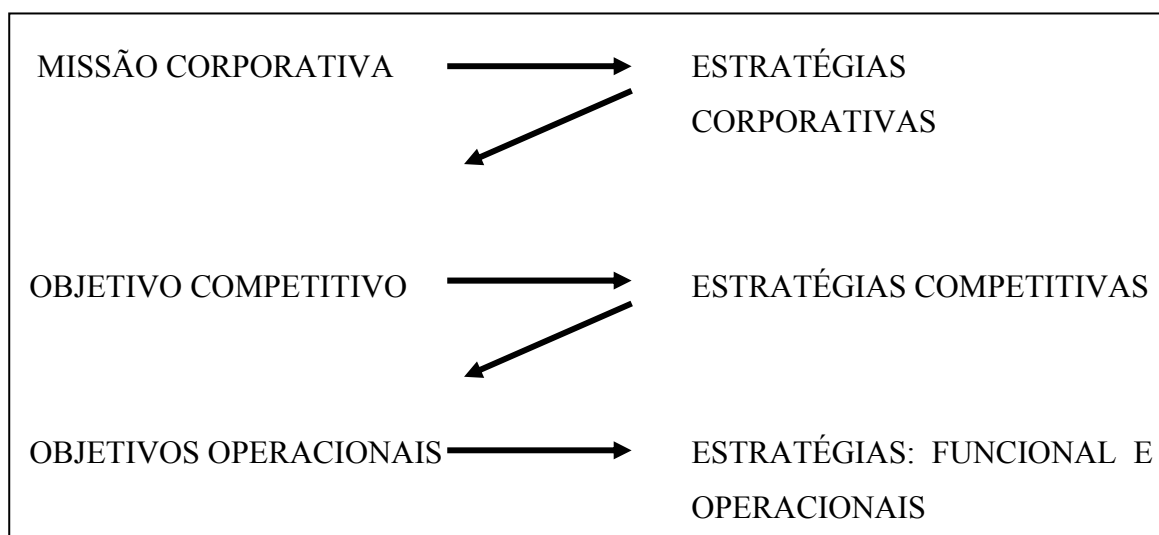 MISSÃO CORPORATIVA
ESTRATÉGIAS
CORPORATIVAS
OBJETIVO COMPETITIVO
ESTRATÉGIAS COMPETITIVAS
OBJETIVOS OPERACIONAIS
ESTRATÉGIAS: FUNCIONAL E
OPERACIONAIS